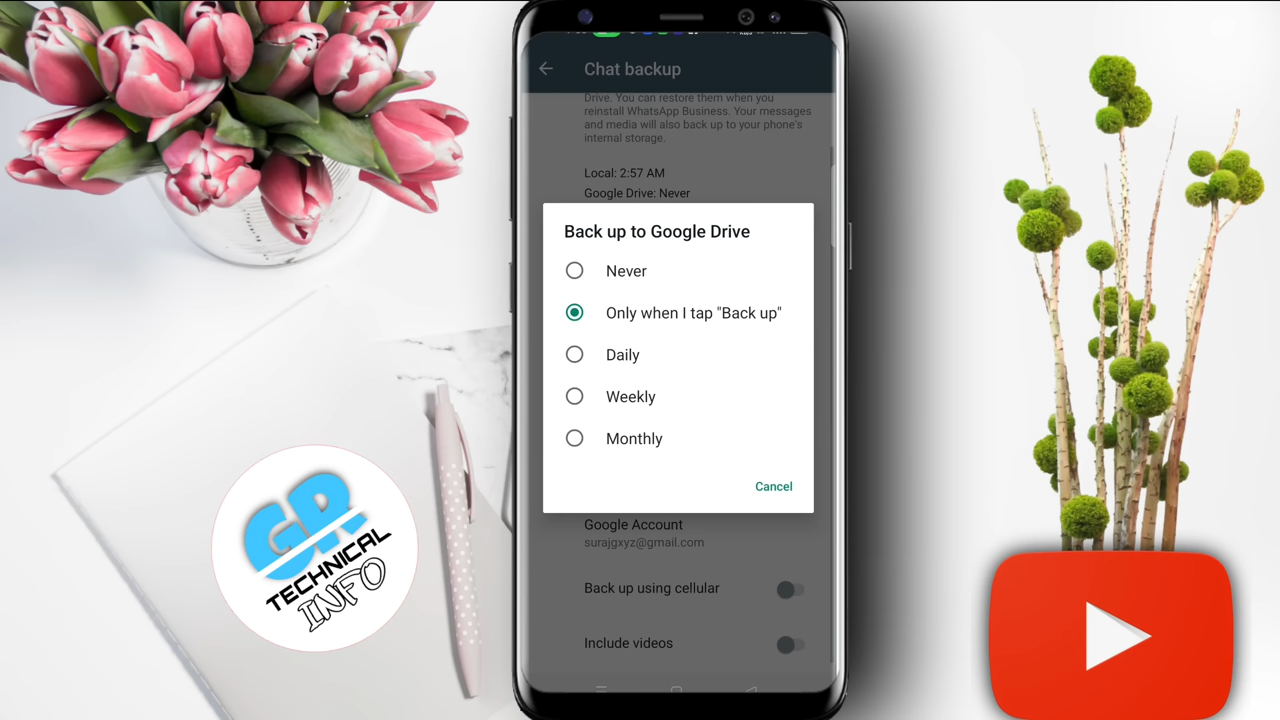 Chat backup
Drive. You can restore them when you
reinstall WhatsApp Business. Your messages
and media will also back up to your phone's
internal storage.
Local: 2:57 AM
Google Drive: Never
Back up to Google Drive
Never
Only when I tap "Back up"
Daily
Weekly
Monthly
Cancel
Google Account
surajgxyz@gmail.com
Back up using cellular
Include videos
GR
TECHNICAL
INFO